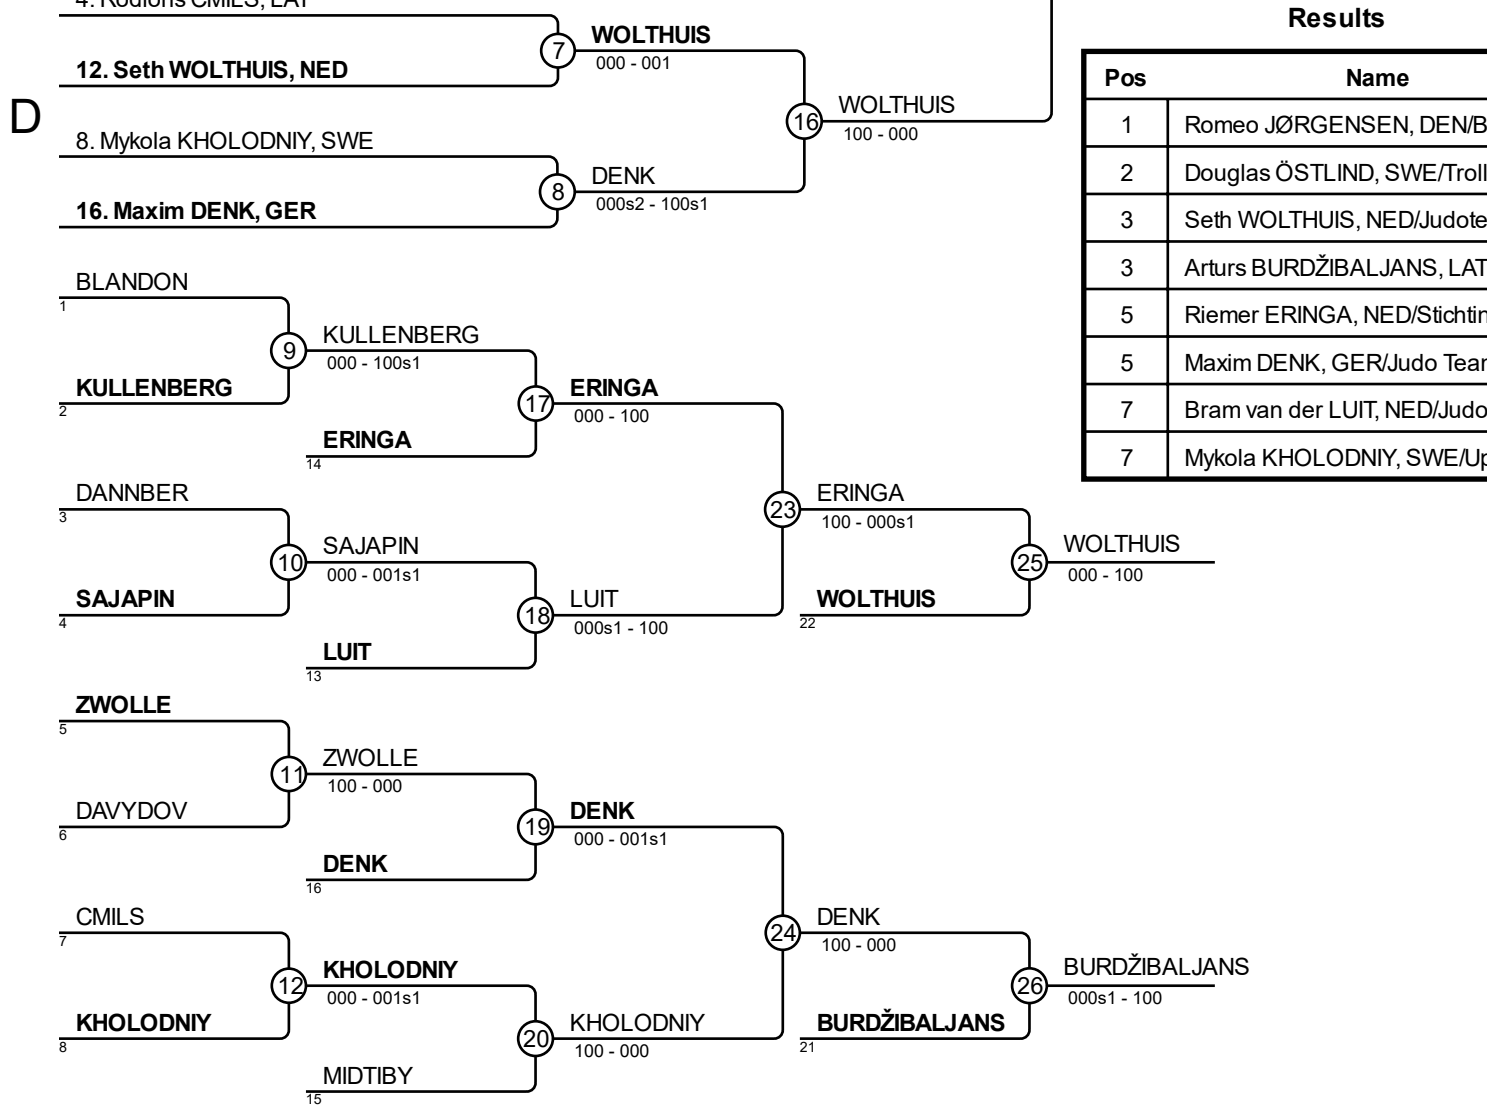 4. Rodions CMILS, LAT
WOLTHUIS
7
000 - 001
12. Seth WOLTHUIS, NED
D
WOLTHUIS
16
100 - 000
8. Mykola KHOLODNIY, SWE
DENK
8
000s2 - 100s1
16. Maxim DENK, GER
Results
Pos Name
1 Romeo JØRGENSEN, DEN/B
2 Douglas ÖSTLIND, SWE/Troll
3 Seth WOLTHUIS, NED/Judote
3 Arturs BURDŽIBALJANS, LAT
5 Riemer ERINGA, NED/Stichtin
5 Maxim DENK, GER/Judo Tear
7 Bram van der LUIT, NED/Judo
7 Mykola KHOLODNIY, SWE/Up
BLANDON
1
KULLENBERG
9
000 - 100s1
KULLENBERG
2
ERINGA
17
000 - 100
ERINGA
14
DANNBER
3
ERINGA
23
100 - 000s1
SAJAPIN
10
000 - 001s1
WOLTHUIS
25
000 - 100
SAJAPIN
4
LUIT
18
000s1 - 100
WOLTHUIS
22
LUIT
13
ZWOLLE
5
ZWOLLE
11
100 - 000
DAVYDOV
6
DENK
19
000 - 001s1
DENK
16
CMILS
7
DENK
24
100 - 000
KHOLODNIY
12
000 - 001s1
BURDŽIBALJANS
26
000s1 - 100
KHOLODNIY
8
KHOLODNIY
20
100 - 000
BURDŽIBALJANS
21
MIDTIBY
15